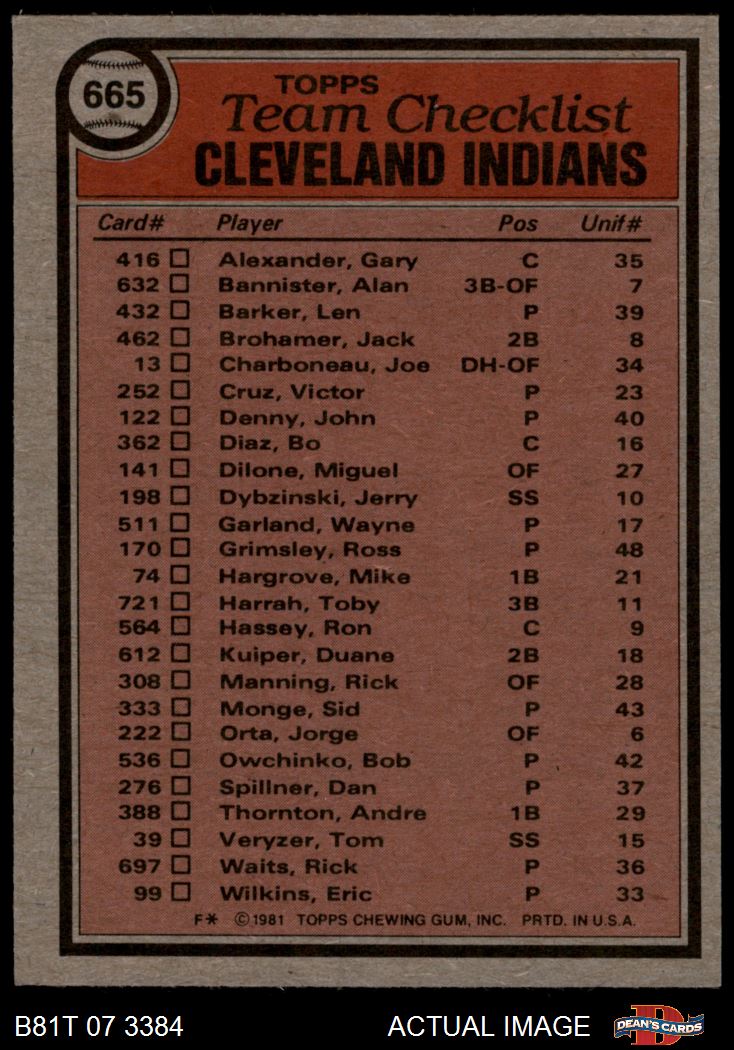 665
TOPPS
Team Checklist
CLEVELAND INDIANS
Card# Player Pos Unif#
416 Alexander, Gary C 35
632 Bannister, Alan 3B-OF 7
432 Barker, Len P 39
462 Brohamer, Jack 2B 8
13 Charboneau, Joe DH-OF 34
252 Cruz, Victor P 23
122 Denny, John P 40
362 Diaz, Bo C 16
141 Dilone, Miguel OF 27
198 Dybzinski, Jerry SS 10
511 Garland, Wayne P 17
170 Grimsley, Ross P 48
74 Hargrove, Mike 1B 21
721 Harrah, Toby 3B 11
564 Hassey, Ron C 9
612 Kuiper, Duane 2B 18
308 Manning, Rick OF 28
333 Monge, Sid P 43
222 Orta, Jorge OF 6
536 Owchinko, Bob P 42
276 Spillner, Dan P 37
388 Thornton, Andre 1B 29
39 Veryzer, Tom SS 15
697 Waits, Rick P 36
99 Wilkins, Eric P 33
F* ©1981 TOPPS CHEWING GUM, INC. PRTD. IN U.S.A.
B81T 07 3384 ACTUAL IMAGE DEAN'S CARDS